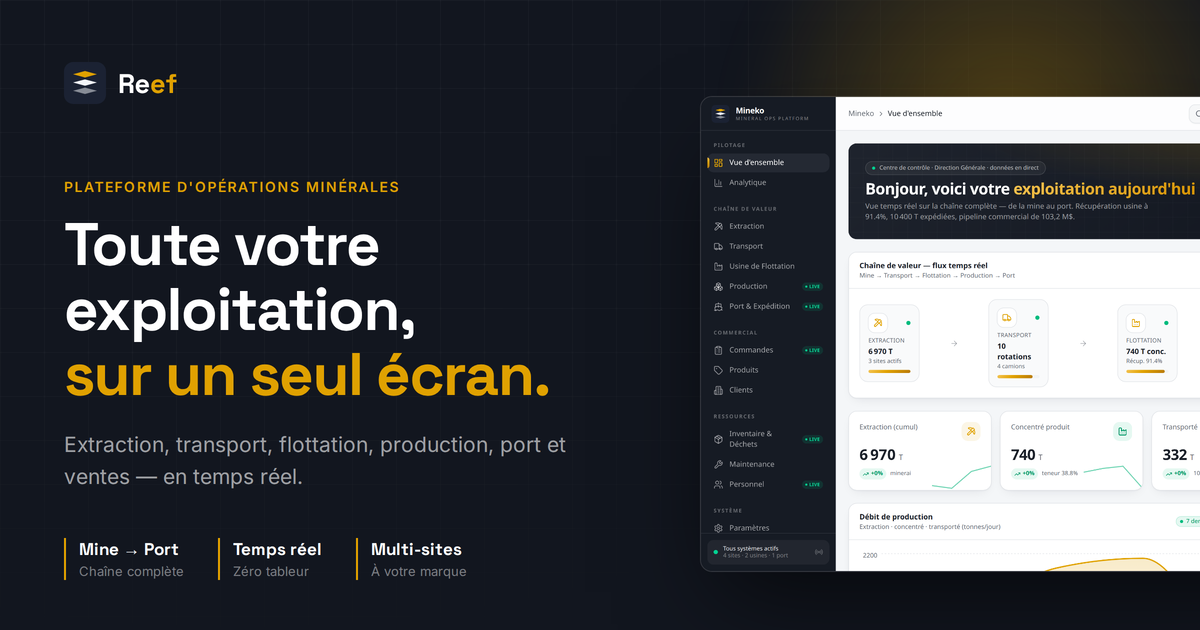 Reef
PLATEFORME D'OPÉRATIONS MINÉRALES
Toute votre
exploitation,
sur un seul écran.
Extraction, transport, flottation, production, port et
ventes — en temps réel.
Mine → Port
Chaîne complète
Temps réel
Zéro tableur
Multi-sites
À votre marque
Mineko
MINERAL OPS PLATFORM
PILOTAGE
Vue d'ensemble
Analytique
CHAÎNE DE VALEUR
Extraction
Transport
Usine de Flottation
Production
LIVE
Port & Expédition
LIVE
COMMERCIAL
Commandes
LIVE
Produits
Clients
RESSOURCES
Inventaire &
Déchets
LIVE
Maintenance
Personnel
LIVE
SYSTÈME
Paramètres
Tous systèmes actifs
4 sites · 2 usines · 1 port
Mineko › Vue d'ensemble
Centre de contrôle · Direction Générale · données en direct
Bonjour, voici votre exploitation aujourd'hui
Vue temps réel sur la chaîne complète — de la mine au port. Récupération usine à
91.4%, 10 400 T expédiées, pipeline commercial de 103,2 M$.
Chaîne de valeur — flux temps réel
Mine → Transport → Flottation → Production → Port
EXTRACTION
6 970 T
3 sites actifs
→
TRANSPORT
10
rotations
4 camions
→
FLOTTATION
740 T conc.
Récup. 91.4%
Extraction (cumul)
6 970 T
+0% minerai
Concentré produit
740 T
+0% teneur 38.8%
Transporté
332 T
+0% 10
Débit de production
Extraction · concentré · transporté (tonnes/jour)
2200